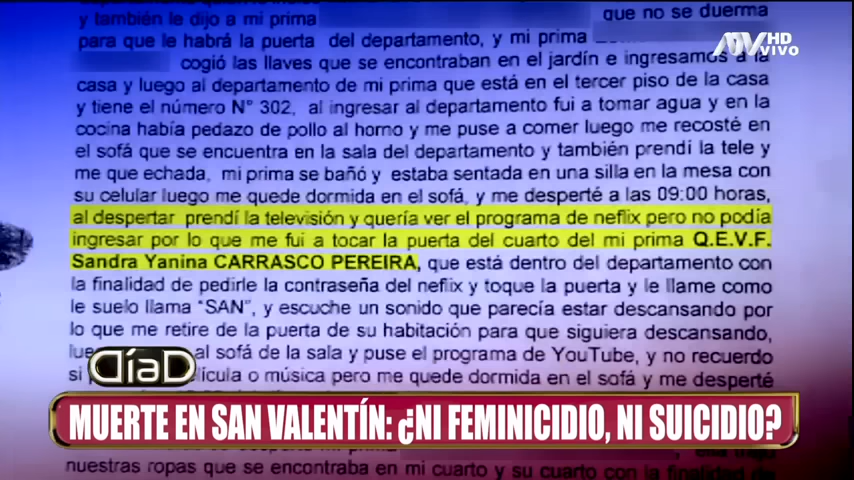 y también le dijo a mi prima
que no se duerma
para que le habrá la puerta del departamento, y mi prima
cogió las llaves que se encontraban en el jardín e ingresamos a la
casa y luego al departamento de mi prima que está en el tercer piso de la casa
y tiene el número N° 302, al ingresar al departamento fui a tomar agua y en la
cocina había pedazo de pollo al horno y me puse a comer luego me recosté en
el sofá que se encuentra en la sala del departamento y también prendí la tele y
me que echada, mi prima se bañó y estaba sentada en una silla en la mesa con
su celular luego me quede dormida en el sofá, y me desperté a las 09:00 horas,
al despertar prendí la televisión y quería ver el programa de neflix pero no podía
ingresar por lo que me fui a tocar la puerta del cuarto del mi prima Q.E.V.F.
Sandra Yanina CARRASCO PEREIRA, que está dentro del departamento con
la finalidad de pedirle la contraseña del neflix y toque la puerta y le llame como
le suelo llama "SAN", y escuche un sonido que parecía estar descansando por
lo que me retire de la puerta de su habitación para que siguiera descansando,
al sofá de la sala y puse el programa de YouTube, y no recuerdo
si música pero me quede dormida en el sofá y me desperté
nuestras ropas que se encontraba en mi cuarto y su cuarto con la finalidad de
ATV HD
VIVO
DíaD
MUERTE EN SAN VALENTÍN: ¿NI FEMINICIDIO, NI SUICIDIO?